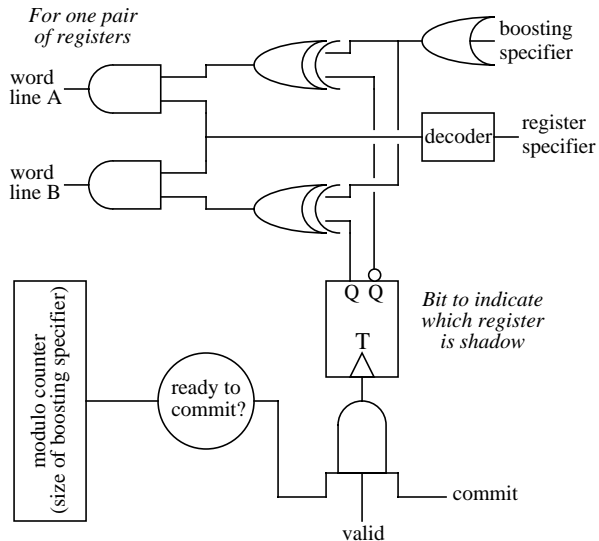 For one pair
of registers
boosting
specifier
word
line A
decoder
register
specifier
word
line B
Q Q
Bit to indicate
which register
is shadow
T
modulo counter
(size of boosting specifier)
ready to
commit?
commit
valid